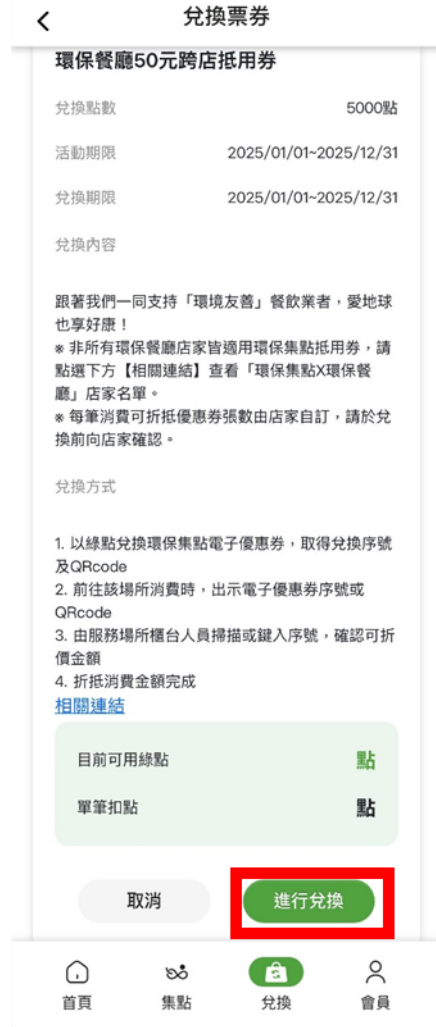 兌換票券
環保餐廳50元跨店抵用券
兌換點數 5000點
活動期限 2025/01/01~2025/12/31
兌換期限 2025/01/01~2025/12/31
兌換內容
跟著我們一同支持「環境友善」餐飲業者，愛地球
也享好康！
※ 非所有環保餐廳店家皆適用環保集點抵用券，請
點選下方【相關連結】查看「環保集點X環保餐
廳」店家名單。
※ 每筆消費可折抵優惠券張數由店家自訂，請於兌
換前向店家確認。
兌換方式
1. 以綠點兌換環保集點電子優惠券，取得兌換序號
及QRcode
2. 前往該場所消費時，出示電子優惠券序號或
QRcode
3. 由服務場所櫃台人員掃描或鍵入序號，確認可折
價金額
4. 折抵消費金額完成
相關連結
目前可用綠點 點
單筆扣點 點
取消 進行兌換
首頁 集點 兌換 會員